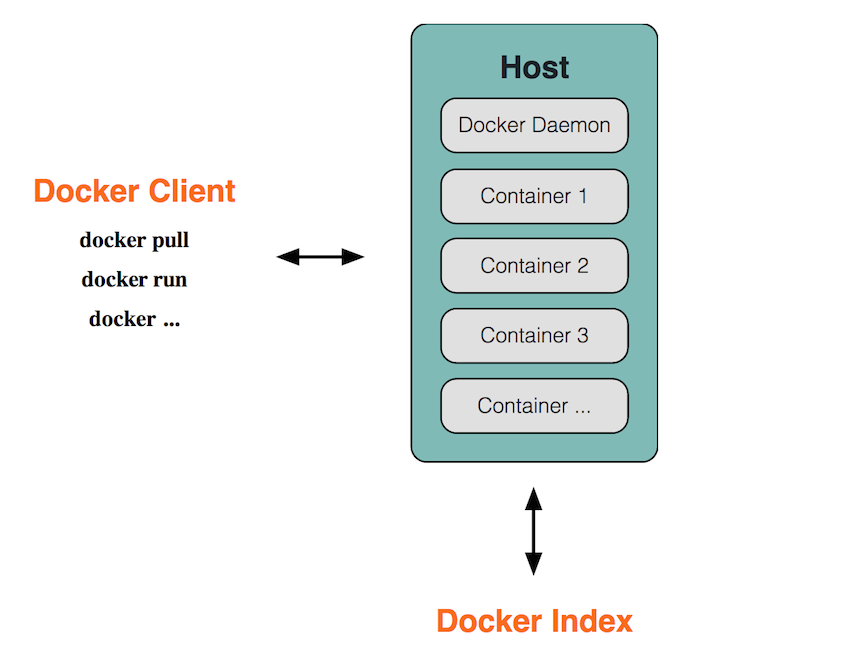 Host
Docker Daemon
Container 1
Container 2
Container 3
Container ...
Docker Client
docker pull
docker run
docker ...
Docker Index